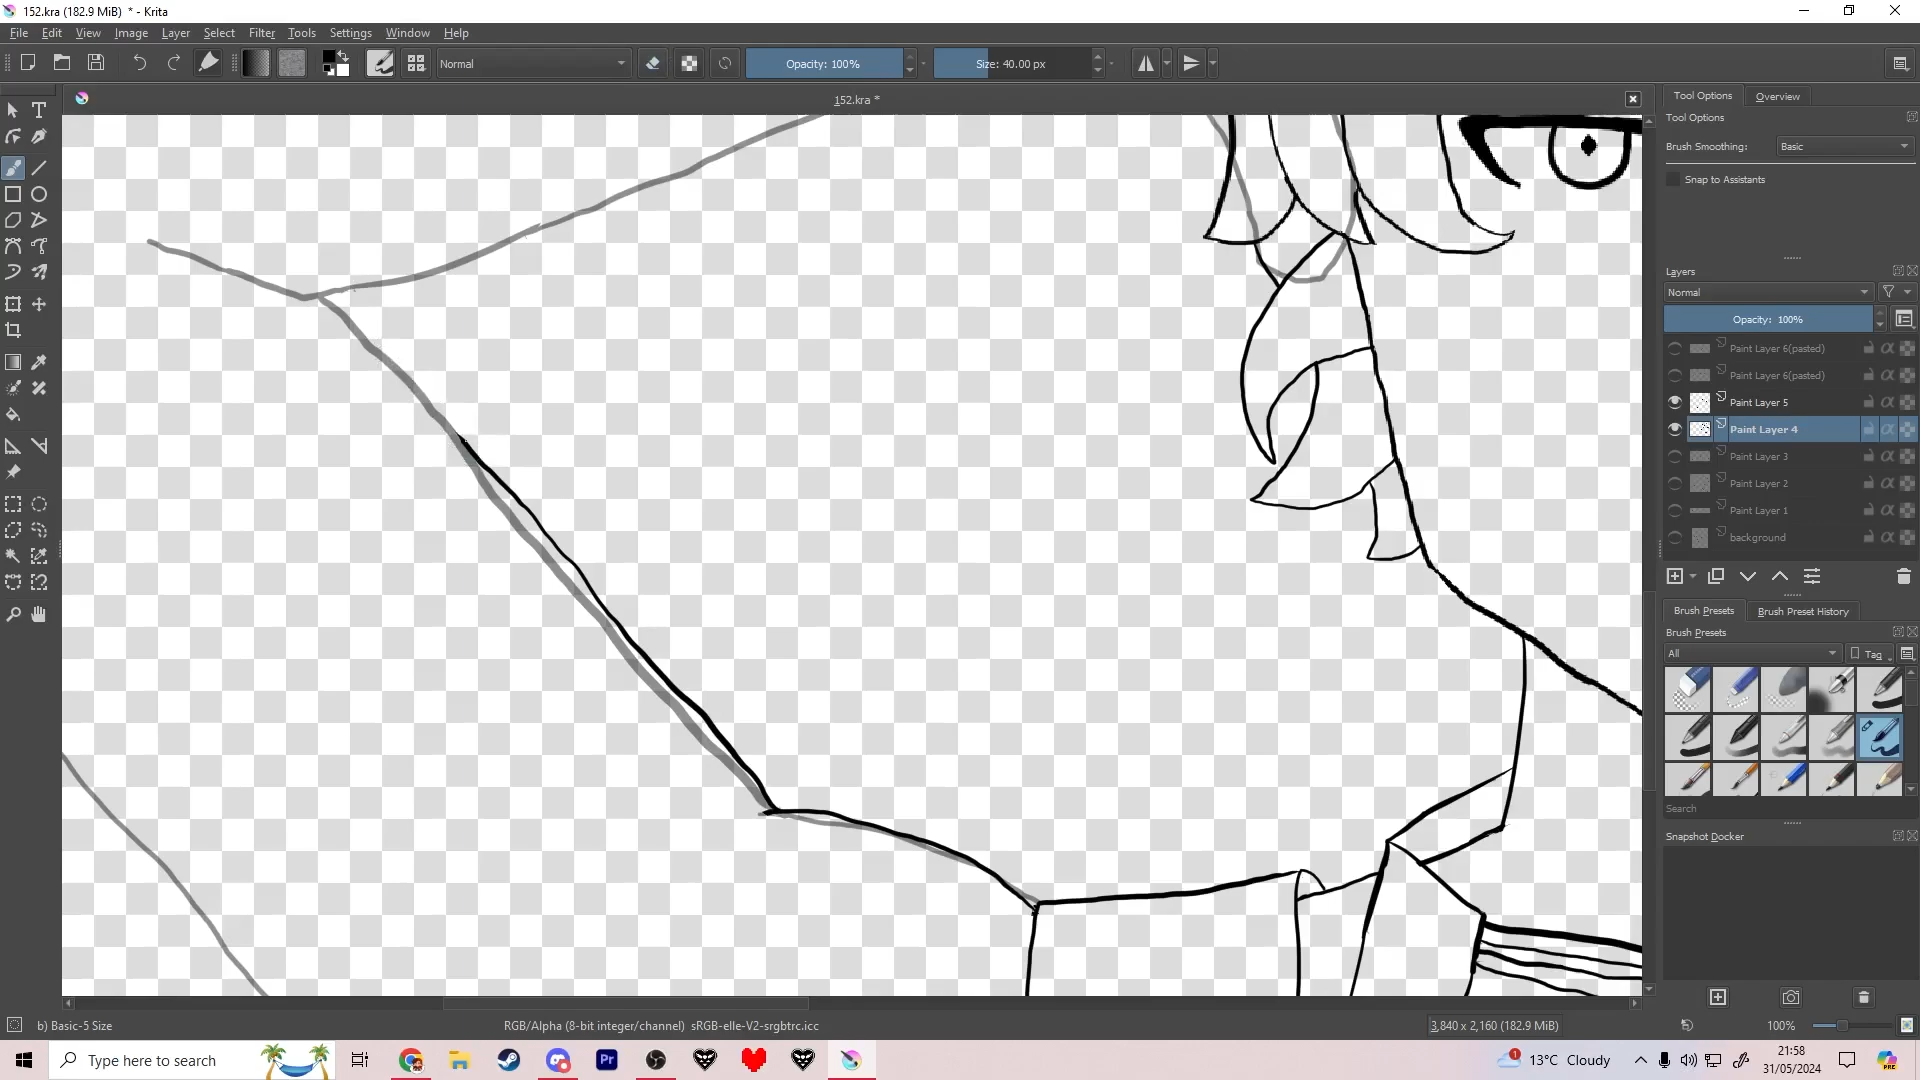 152.kra (182.9 MiB) * - Krita
File Edit View Image Layer Select Filter Tools Settings Window Help
Normal
Opacity: 100%
Size: 40.00 px
152.kra *
Tool Options
Overview
Tool Options
Brush Smoothing:
Basic
Snap to Assistants
Layers
Normal
Opacity: 100%
Paint Layer 6(pasted)
Paint Layer 6(pasted)
Paint Layer 5
Paint Layer 4
Paint Layer 3
Paint Layer 2
Paint Layer 1
background
Brush Presets
Brush Preset History
Brush Presets
All
Tag
Search
Snapshot Docker
b) Basic-5 Size
RGB/Alpha (8-bit integer/channel) sRGB-elle-V2-srgbtrc.icc
3,840 x 2,160 (182.9 MiB)
100%
Type here to search
Pr
1
13°C Cloudy
21:58
31/05/2024
PRE